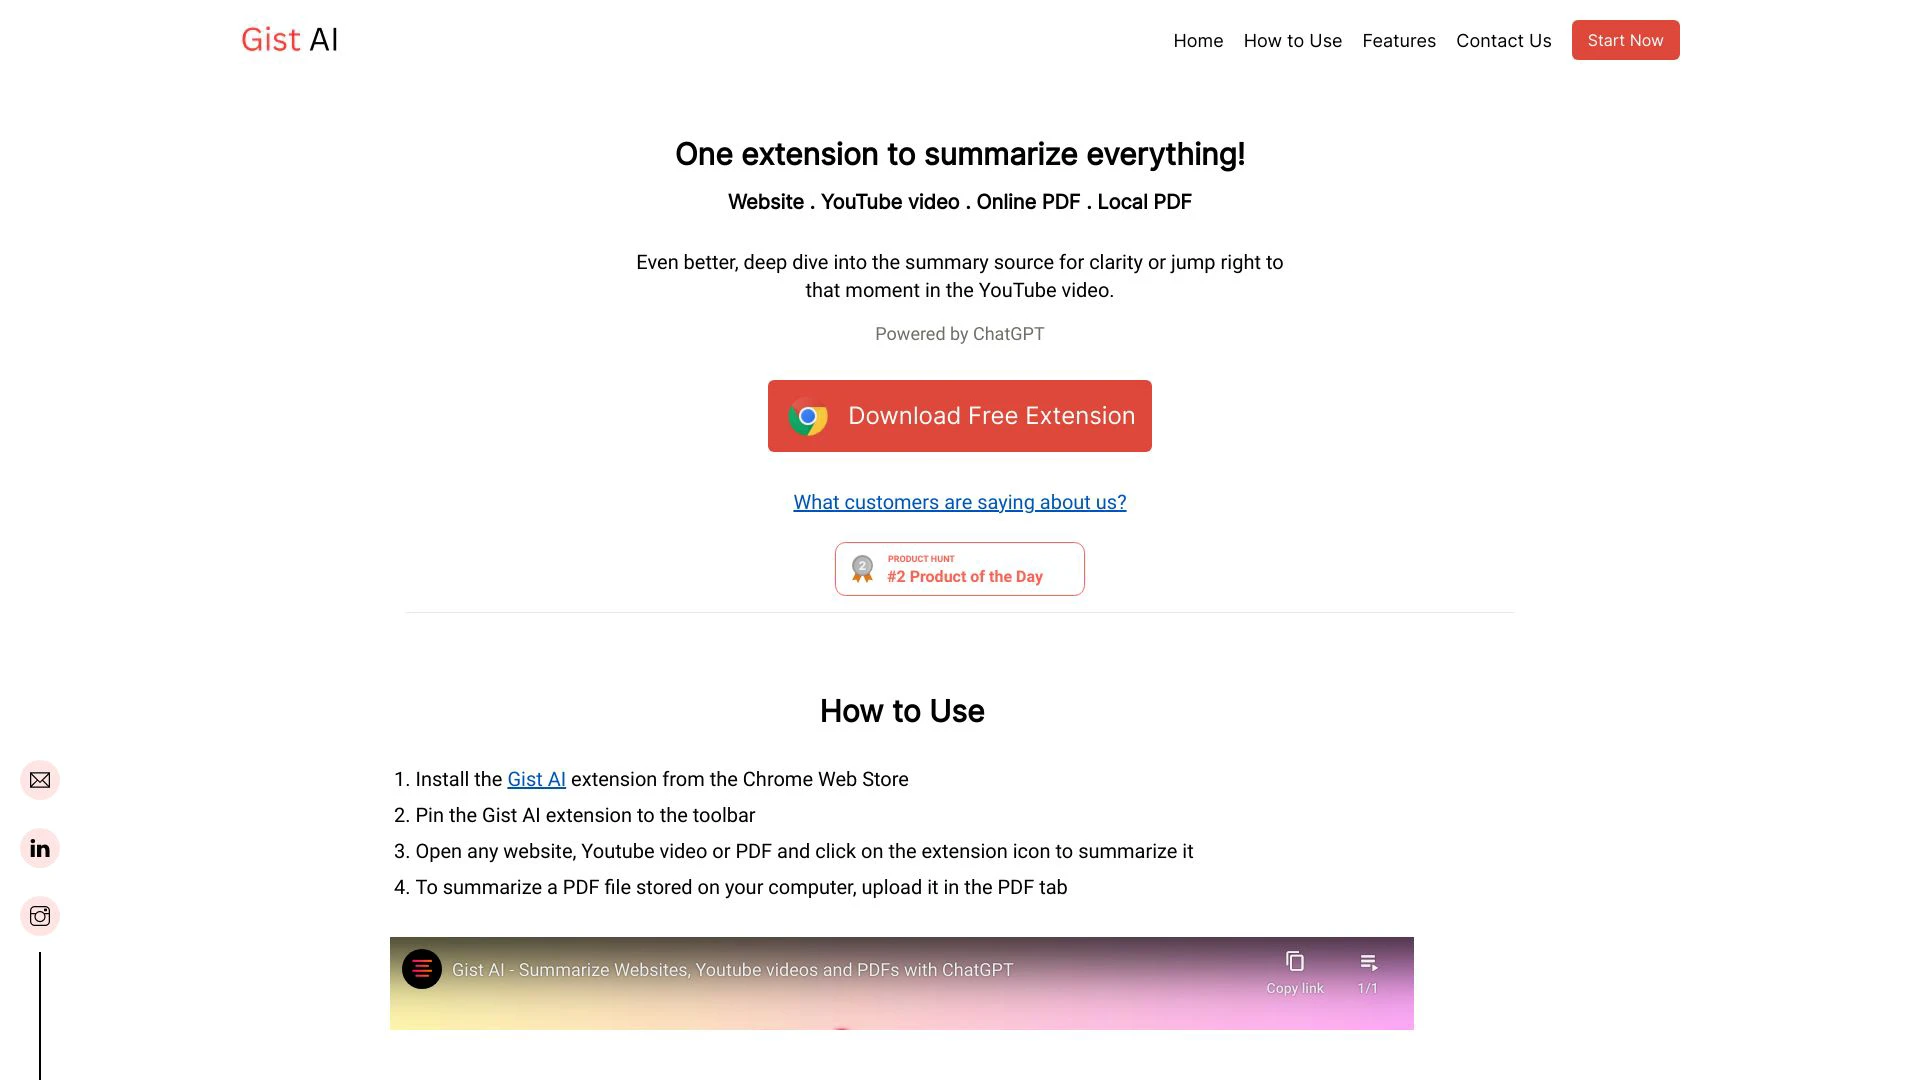 Gist AI
Home
How to Use
Features
Contact Us
Start Now
One extension to summarize everything!
Website . YouTube video . Online PDF . Local PDF
Even better, deep dive into the summary source for clarity or jump right to
that moment in the YouTube video.
Powered by ChatGPT
Download Free Extension
What customers are saying about us?
2
PRODUCT HUNT
#2 Product of the Day
How to Use
1. Install the Gist AI extension from the Chrome Web Store
2. Pin the Gist AI extension to the toolbar
3. Open any website, Youtube video or PDF and click on the extension icon to summarize it
4. To summarize a PDF file stored on your computer, upload it in the PDF tab
in
Gist AI - Summarize Websites, Youtube videos and PDFs with ChatGPT
Copy link
1/1